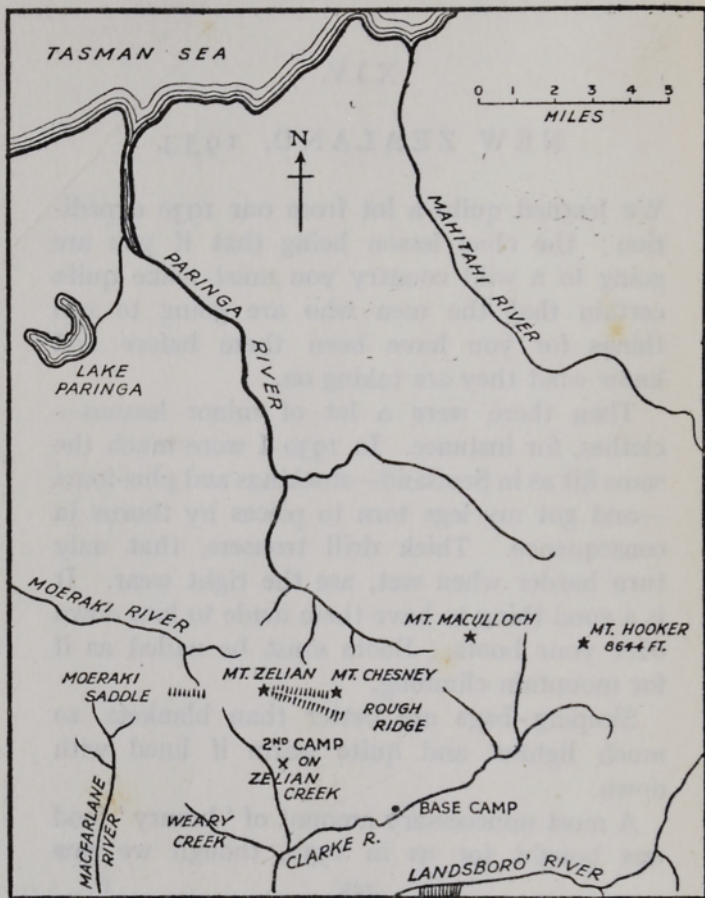 TASMAN SEA
0 1 2 3 4 5
MILES
N
MAHITAHI RIVER
PARINGA RIVER
LAKE
PARINGA
MOERAKI RIVER
MT. MACULLOCH
MT. HOOKER
8644 FT.
MOERAKI
SADDLE
MT. ZELIAN
MT. CHESNEY
ROUGH
RIDGE
2ND CAMP
ON
ZELIAN
CREEK
MACFARLANE
RIVER
WEARY
CREEK
BASE CAMP
CLARKE R.
LANDSBORO' RIVER